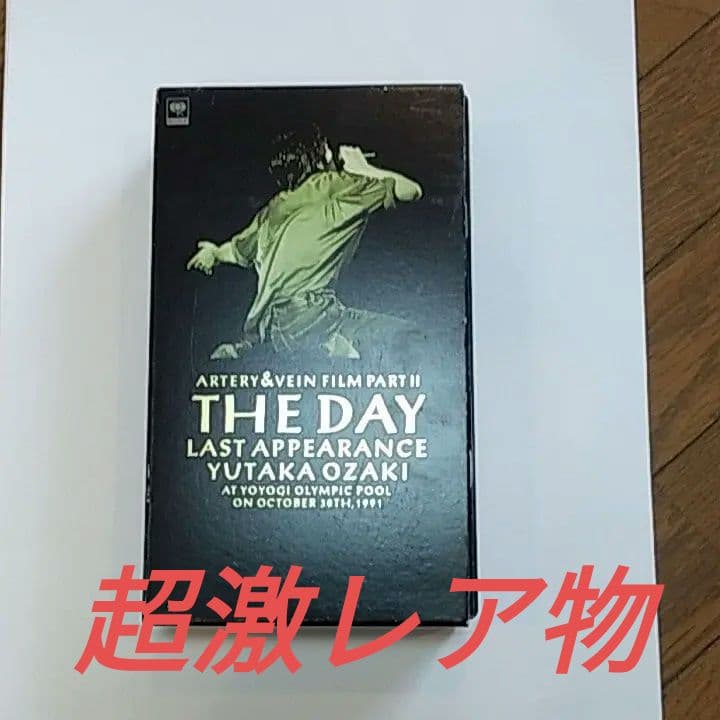 ARTERY&VEIN FILM PART II
THE DAY
LAST APPEARANCE
YUTAKA OZAKI
AT YOYOGI OLYMPIC POOL
ON OCTOBER 30TH, 1991
超激レア物